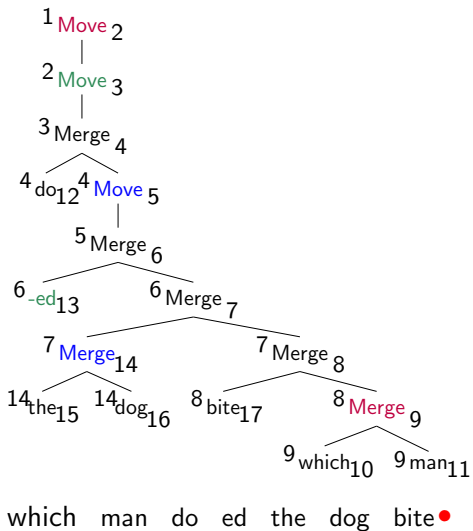 1 Move 2
2 Move 3
3 Merge 4
4 do 12 4 Move 5
5 Merge 6
6 -ed 13 6 Merge 7
7 Merge 14 7 Merge 8
14 the 15 14 dog 16 8 bite 17 8 Merge 9
9 which 10 9 man 11
which man do ed the dog bite